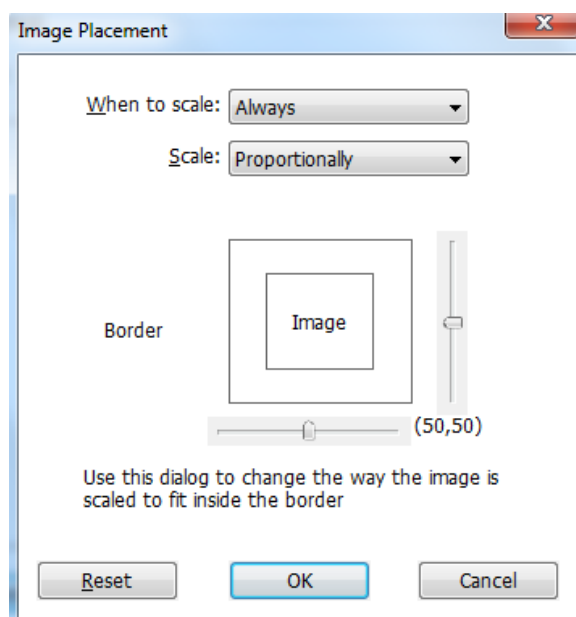 Image Placement
When to scale: Always
Scale: Proportionally
Border
Image
(50,50)
Use this dialog to change the way the image is
scaled to fit inside the border
Reset OK Cancel